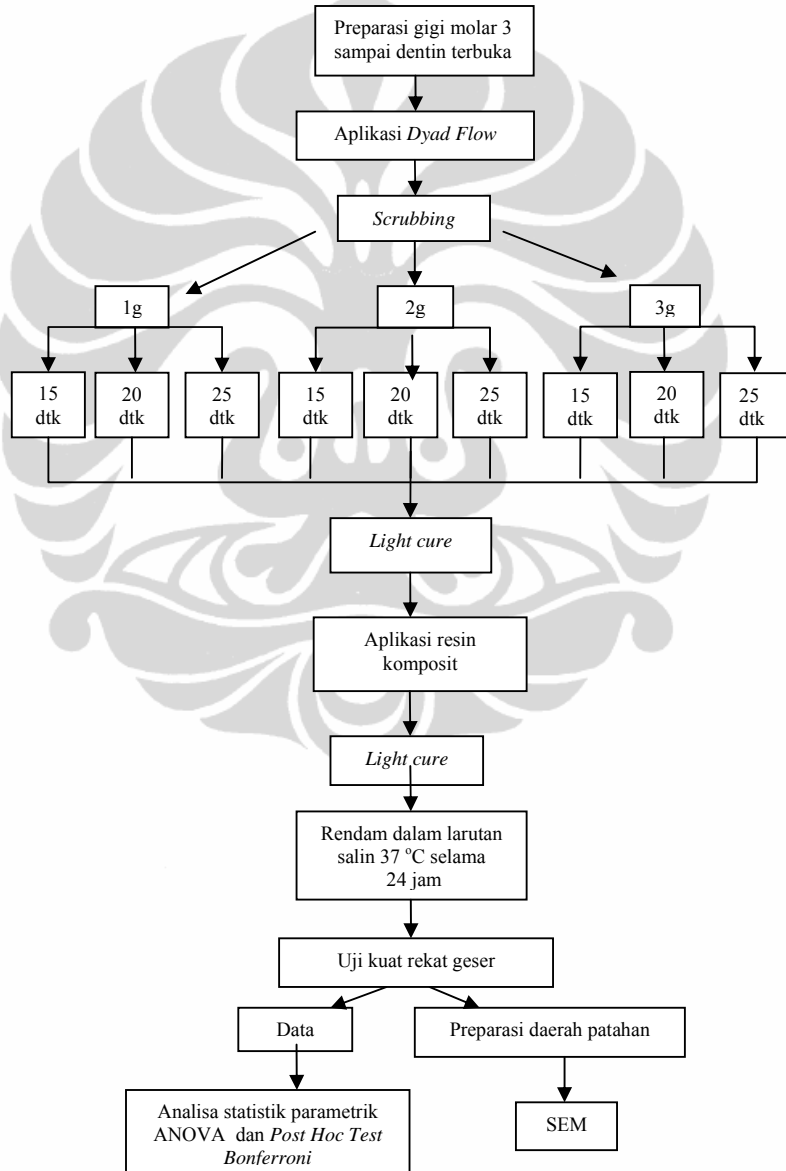 Preparasi gigi molar 3
sampai dentin terbuka
Aplikasi Dyad Flow
Scrubbing
1g
2g
3g
15
dtk
20
dtk
25
dtk
15
dtk
20
dtk
25
dtk
15
dtk
20
dtk
25
dtk
Light cure
Aplikasi resin
komposit
Light cure
Rendam dalam larutan
salin 37 °C selama
24 jam
Uji kuat rekat geser
Data
Preparasi daerah patahan
Analisa statistik parametrik
ANOVA dan Post Hoc Test
Bonferroni
SEM